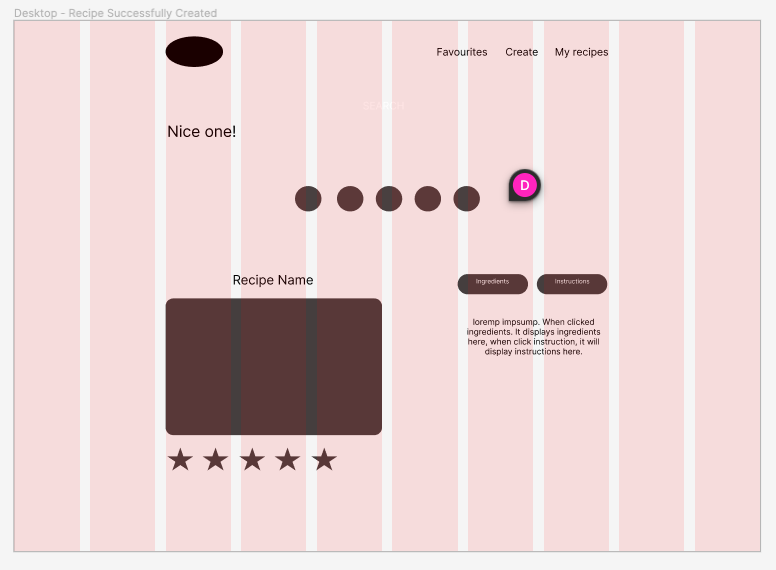 Desktop - Recipe Successfully Created
Favourites Create My recipes
Nice one!
D
Recipe Name
Ingredients Instructions
loremp impsump. When clicked
ingredients. It displays ingredients
here, when click instruction, it will
display instructions here.